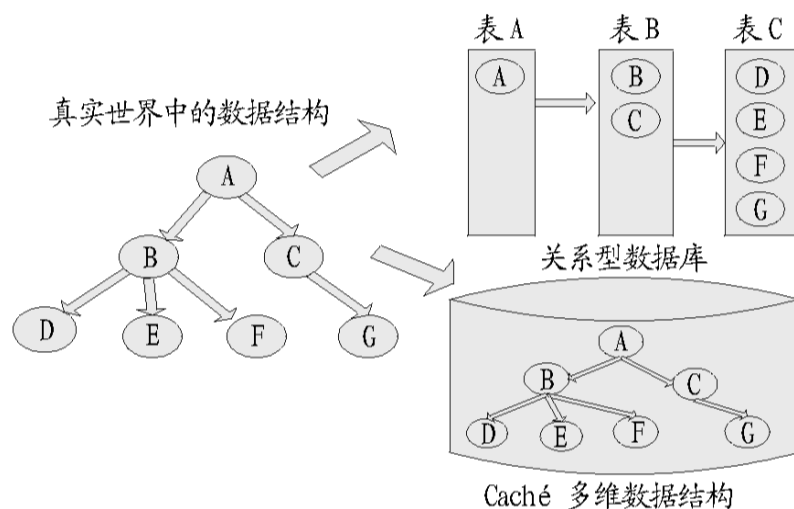 表A 表B 表C
A B D
C E
F
G
真实世界中的数据结构
A
B C
D E F G
关系型数据库
A
B C
D E F G
Caché 多维数据结构